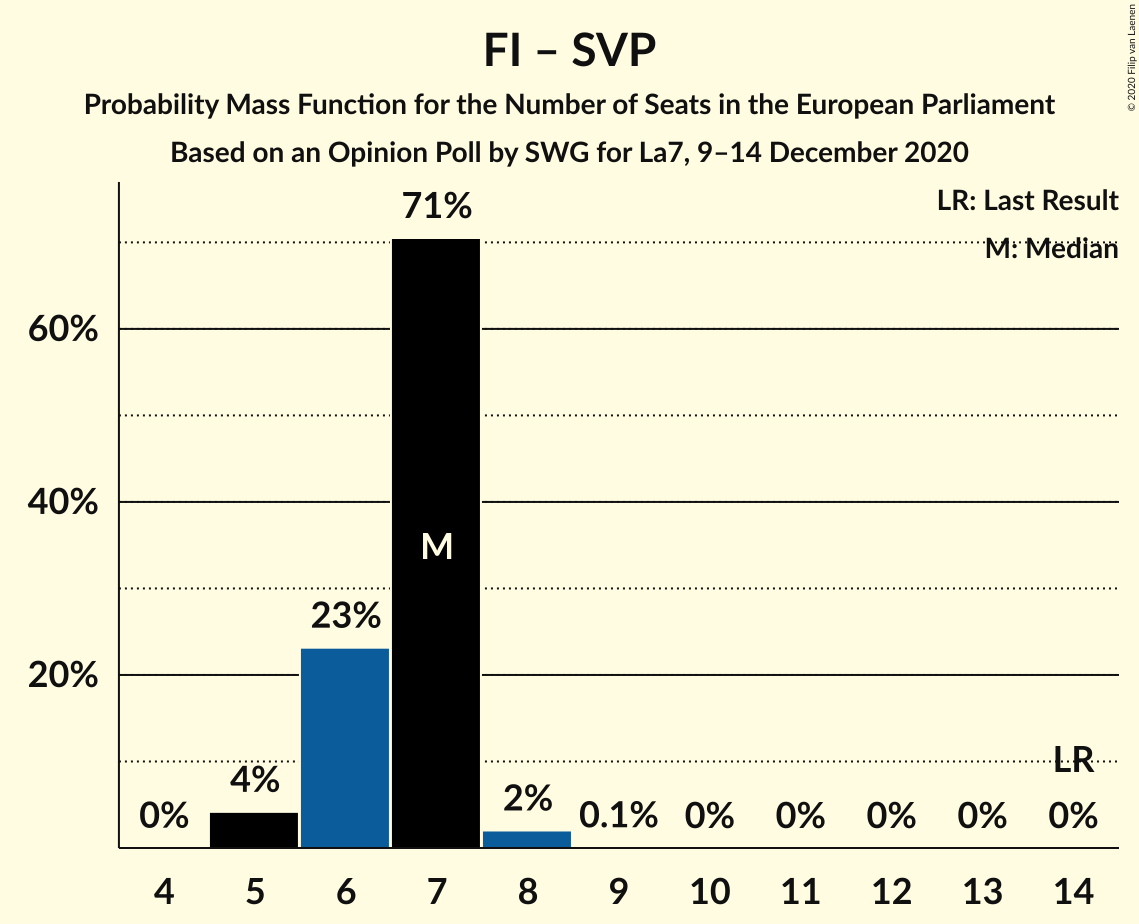 FI – SVP
Probability Mass Function for the Number of Seats in the European Parliament
Based on an Opinion Poll by SWG for La7, 9–14 December 2020
© 2020 Filip van Laenen
LR: Last Result
M: Median
71%
60%
40%
M
23%
20%
LR
4%
2%
0%
0.1%
0%
0%
0%
0%
0%
4 5 6 7 8 9 10 11 12 13 14